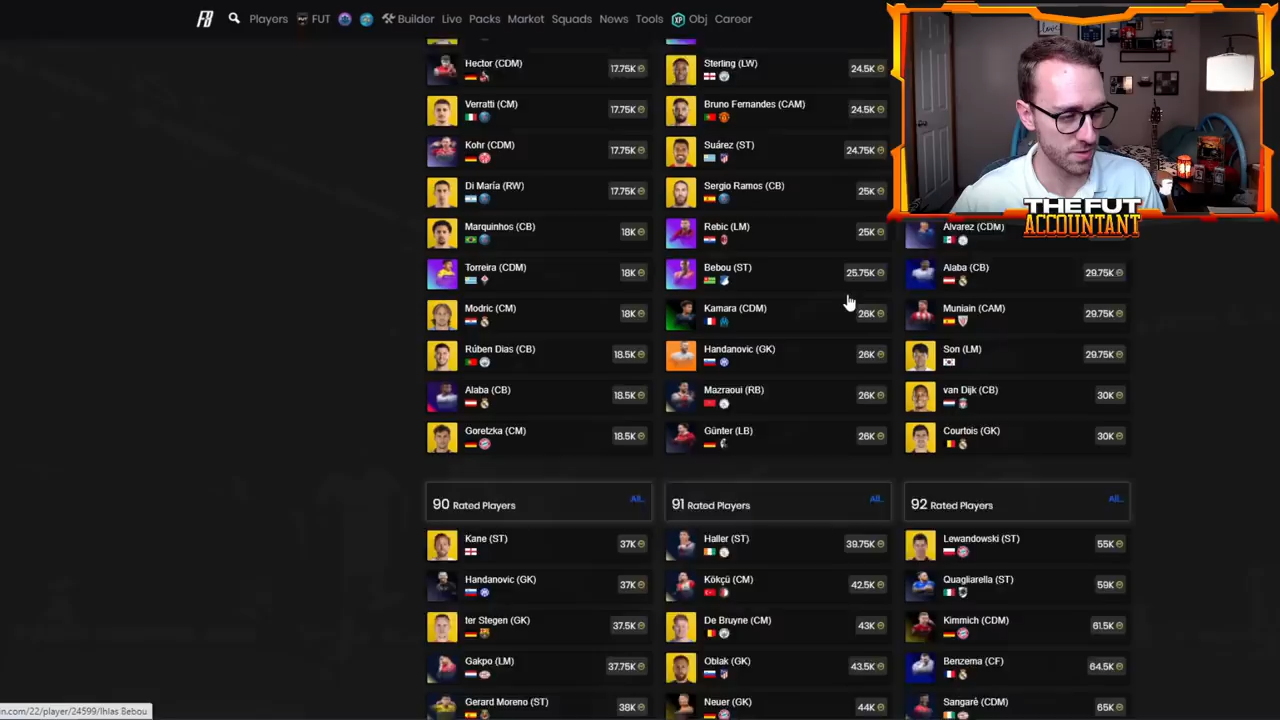 FB Players FUT Builder Live Packs Market Squads News Tools XP Obj Career
Hector (CDM) 17.75K
Verratti (CM) 17.75K
Kohr (CDM) 17.75K
Di María (RW) 17.75K
Marquinhos (CB) 18K
Torreira (CDM) 18K
Modric (CM) 18K
Rúben Dias (CB) 18.5K
Alaba (CB) 18.5K
Goretzka (CM) 18.5K
Sterling (LW) 24.5K
Bruno Fernandes (CAM) 24.5K
Suárez (ST) 24.75K
Sergio Ramos (CB) 25K
Rebic (LM) 25K
Bebou (ST) 25.75K
Kamara (CDM) 26K
Handanovic (GK) 26K
Mazraoui (RB) 26K
Günter (LB) 26K
THE FUT
ACCOUNTANT
Alvarez (CDM)
Alaba (CB) 29.75K
Muniain (CAM) 29.75K
Son (LM) 29.75K
van Dijk (CB) 30K
Courtois (GK) 30K
90 Rated Players All..
Kane (ST) 37K
Handanovic (GK) 37K
ter Stegen (GK) 37.5K
Gakpo (LM) 37.75K
Gerard Moreno (ST) 38K
91 Rated Players All..
Haller (ST) 39.75K
Kökçü (CM) 42.5K
De Bruyne (CM) 43K
Oblak (GK) 43.5K
Neuer (GK) 44K
92 Rated Players All..
Lewandowski (ST) 55K
Quagliarella (ST) 59K
Kimmich (CDM) 61.5K
Benzema (CF) 64.5K
Sangaré (CDM) 65K
in.com/22/player/24599/Ihlas Bebou